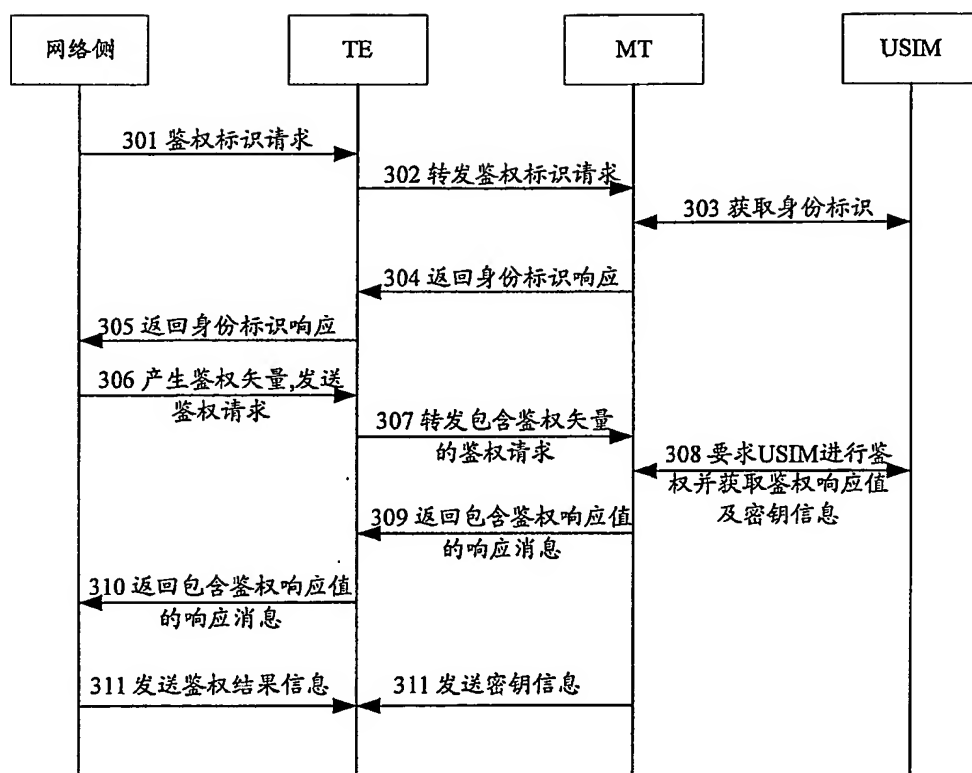 网络侧
TE
MT
USIM
301 鉴权标识请求
302 转发鉴权标识请求
303 获取身份标识
304 返回身份标识响应
305 返回身份标识响应
306 产生鉴权矢量,发送
鉴权请求
307 转发包含鉴权矢量
的鉴权请求
308 要求USIM进行鉴
权并获取鉴权响应值
及密钥信息
309 返回包含鉴权响应值
的响应消息
310 返回包含鉴权响应值
的响应消息
311 发送鉴权结果信息
311 发送密钥信息